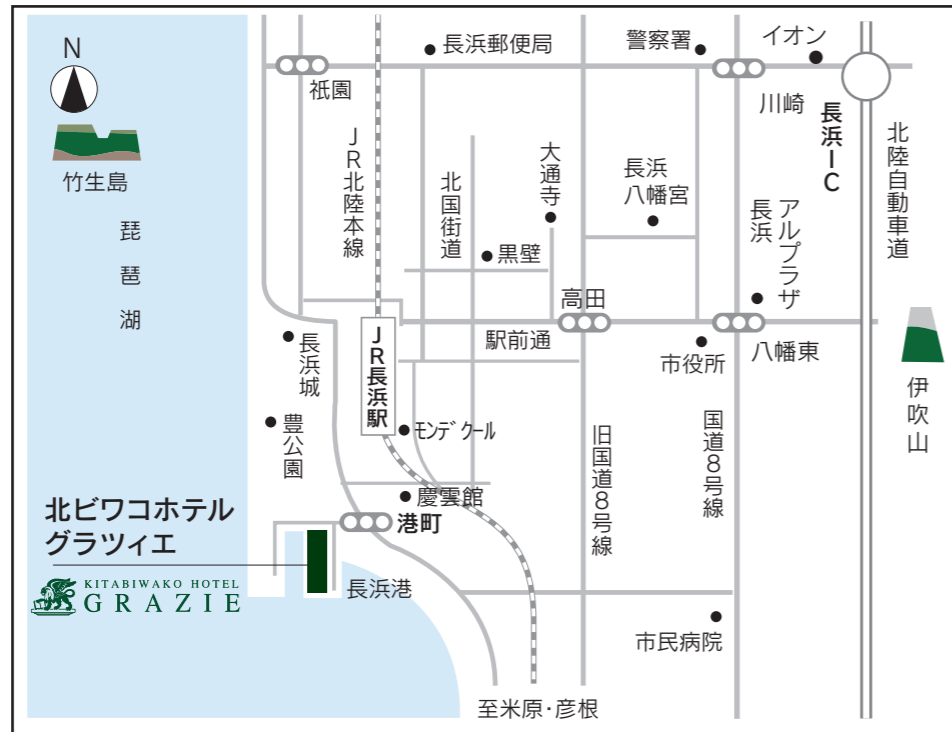 N
竹生島
琵琶湖
祇園
長浜郵便局
警察署
イオン
川崎
長浜IC
北陸自動車道
JR北陸本線
北国街道
大通寺
長浜
八幡宮
アルプラザ
長浜
黒壁
高田
駅前通
市役所
八幡東
伊吹山
長浜城
JR長浜駅
豊公園
モンデクール
旧国道8号線
国道8号線
慶雲館
港町
北ビワコホテル
グラツィエ
KITABIWAKO HOTEL
GRAZIE
長浜港
市民病院
至米原・彦根